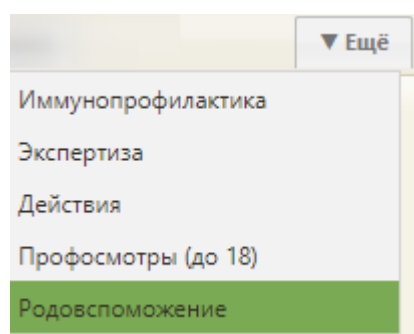 ▼ Ещё
Иммунопрофилактика
Экспертиза
Действия
Профосмотры (до 18)
Родовспоможение